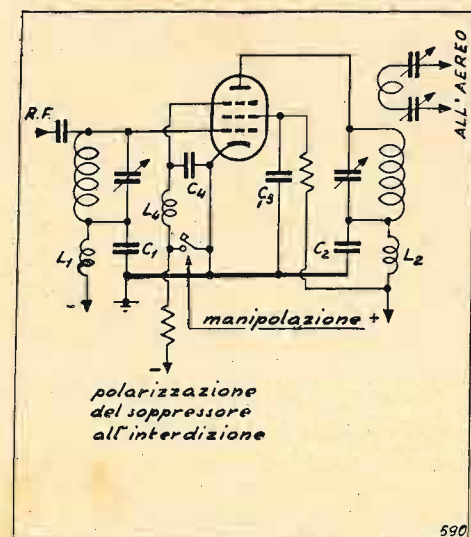 R.F.
ALL'AEREO
C4
C3
L4
L1
C1
C2
L2
-
manipolazione +
-
polarizzazione
del soppressore
all'interdizione
590